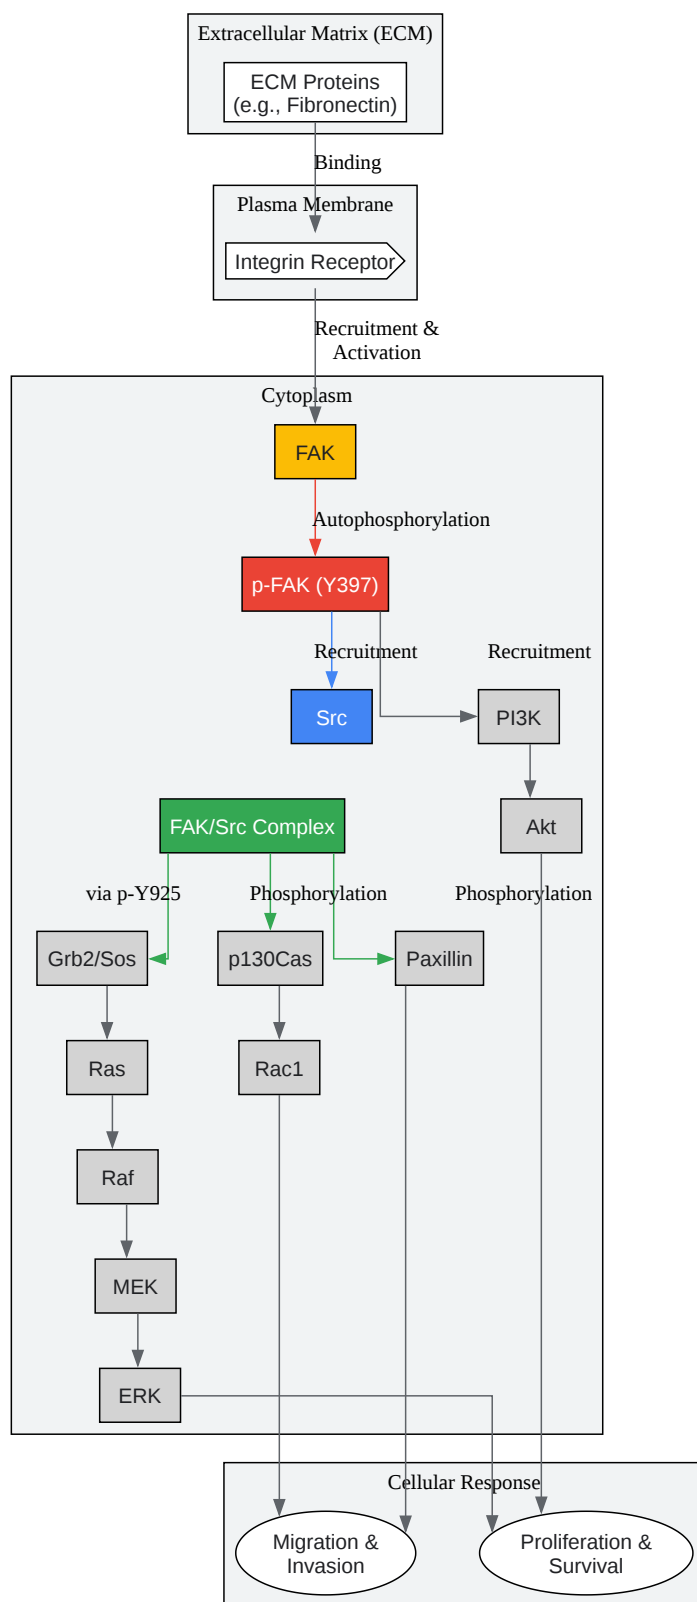 Extracellular Matrix (ECM)
ECM Proteins
(e.g., Fibronectin)
Binding
Plasma Membrane
Integrin Receptor
Recruitment &
Activation
Cytoplasm
FAK
Autophosphorylation
p-FAK (Y397)
Recruitment
Recruitment
Src
PI3K
FAK/Src Complex
Akt
via p-Y925
Phosphorylation
Phosphorylation
Grb2/Sos
p130Cas
Paxillin
Ras
Rac1
Raf
MEK
ERK
Cellular Response
Migration &
Invasion
Proliferation &
Survival